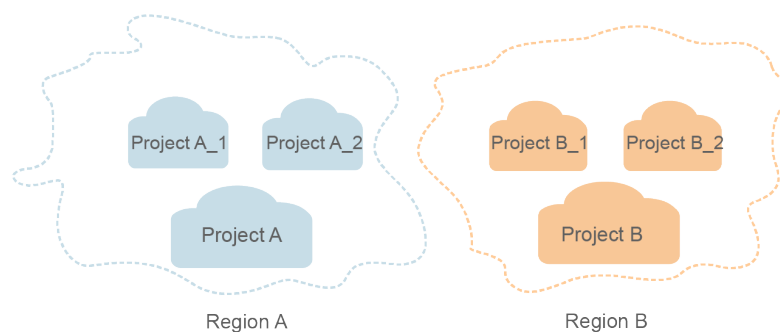 Project A_1
Project A_2
Project A
Region A
Project B_1
Project B_2
Project B
Region B